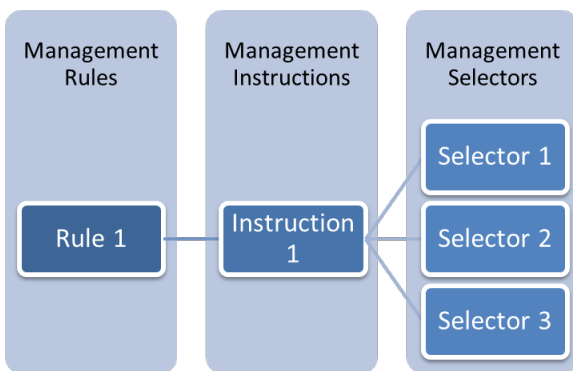 Management
Rules
Management
Instructions
Management
Selectors
Rule 1
Instruction
1
Selector 1
Selector 2
Selector 3